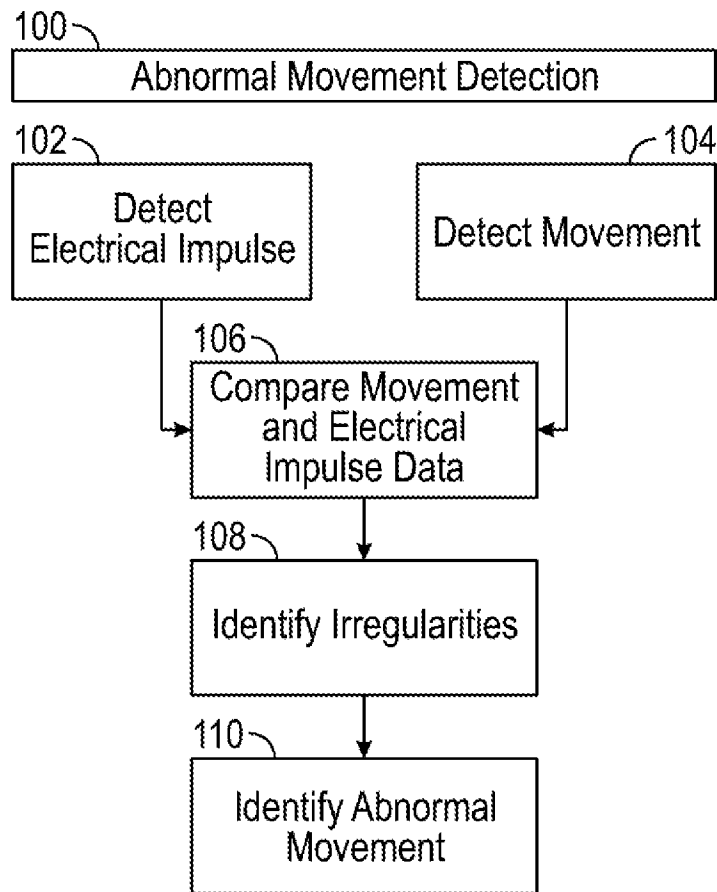 100
Abnormal Movement Detection
102
Detect
Electrical Impulse
104
Detect Movement
106
Compare Movement
and Electrical
Impulse Data
108
Identify Irregularities
110
Identify Abnormal
Movement